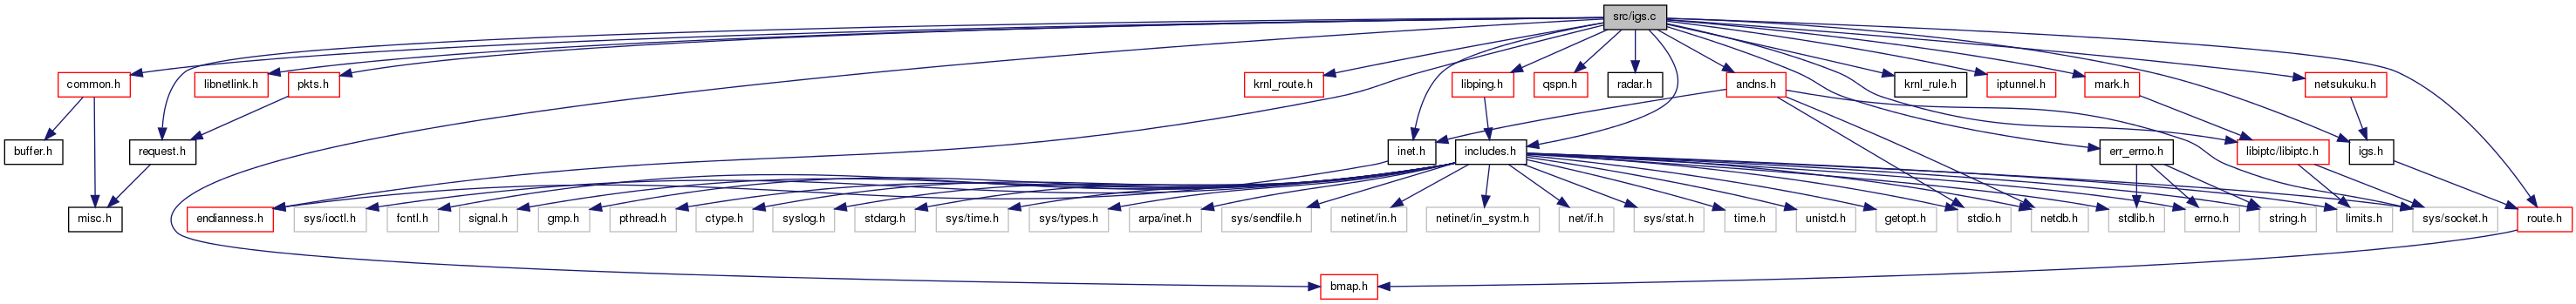 src/igs.c
common.h
libnetlink.h
pkts.h
krnl_route.h
libping.h
qspn.h
radar.h
andns.h
krnl_rule.h
iptunnel.h
mark.h
netsukuku.h
buffer.h
request.h
inet.h
includes.h
err_errno.h
libiptc/libiptc.h
igs.h
misc.h
endianness.h
sys/ioctl.h
fcntl.h
signal.h
gmp.h
pthread.h
ctype.h
syslog.h
stdarg.h
sys/time.h
sys/types.h
arpa/inet.h
sys/sendfile.h
netinet/in.h
netinet/in_systm.h
net/if.h
sys/stat.h
time.h
unistd.h
getopt.h
stdio.h
netdb.h
stdlib.h
errno.h
string.h
limits.h
sys/socket.h
route.h
bmap.h